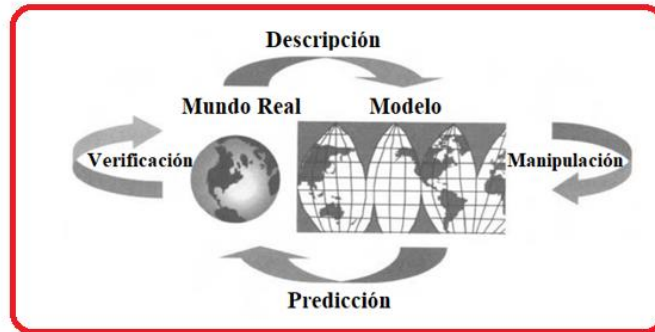 Descripción
Mundo Real
Modelo
Verificación
Manipulación
Predicción